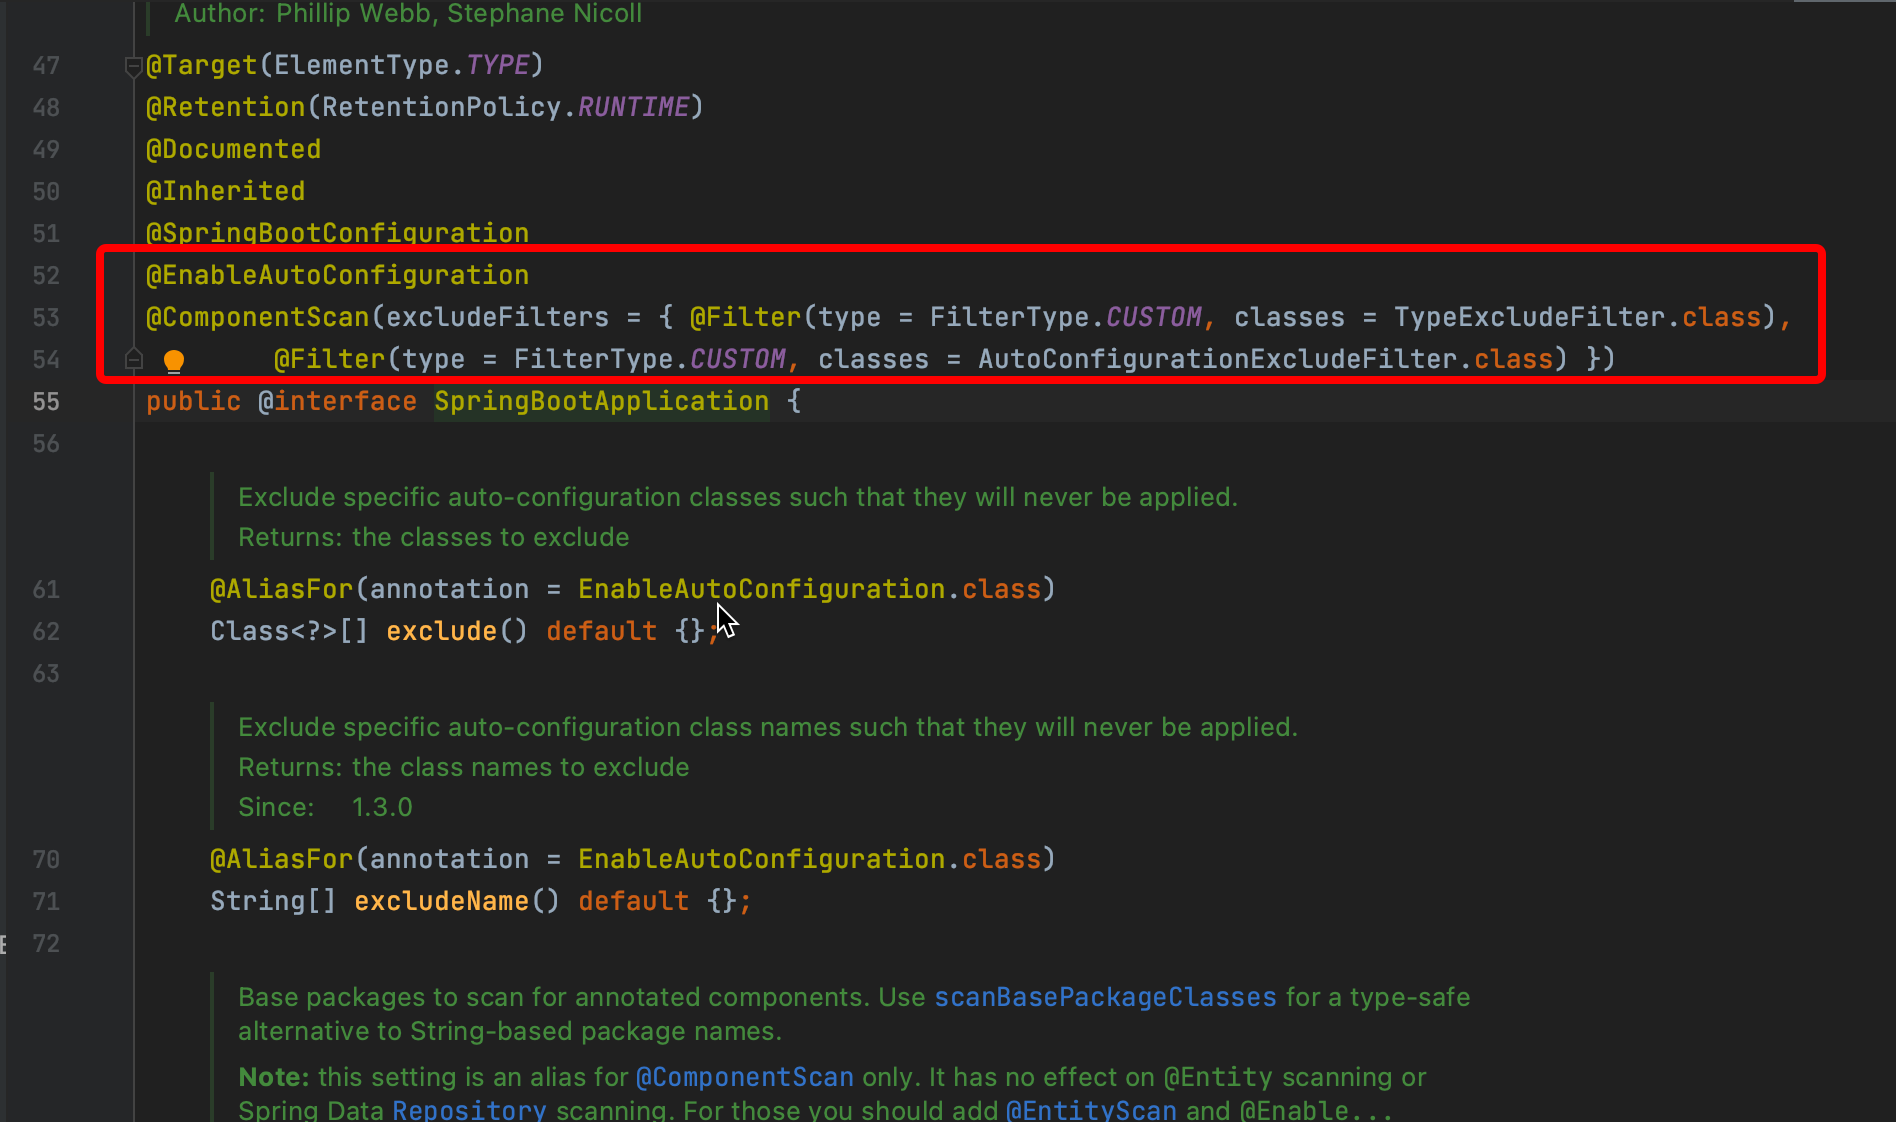 Author: Phillip Webb, Stephane Nicoll
47 @Target(ElementType.TYPE)
48 @Retention(RetentionPolicy.RUNTIME)
49 @Documented
50 @Inherited
51 @SpringBootConfiguration
52 @EnableAutoConfiguration
53 @ComponentScan(excludeFilters = { @Filter(type = FilterType.CUSTOM, classes = TypeExcludeFilter.class),
54 @Filter(type = FilterType.CUSTOM, classes = AutoConfigurationExcludeFilter.class) })
55 public @interface SpringBootApplication {
56
Exclude specific auto-configuration classes such that they will never be applied.
Returns: the classes to exclude
61 @AliasFor(annotation = EnableAutoConfiguration.class)
62 Class<?>[] exclude() default {};
63
Exclude specific auto-configuration class names such that they will never be applied.
Returns: the class names to exclude
Since: 1.3.0
70 @AliasFor(annotation = EnableAutoConfiguration.class)
71 String[] excludeName() default {};
72
Base packages to scan for annotated components. Use scanBasePackageClasses for a type-safe
alternative to String-based package names.
Note: this setting is an alias for @ComponentScan only. It has no effect on @Entity scanning or
Spring Data Repository scanning. For those you should add @EntityScan and @Enable...